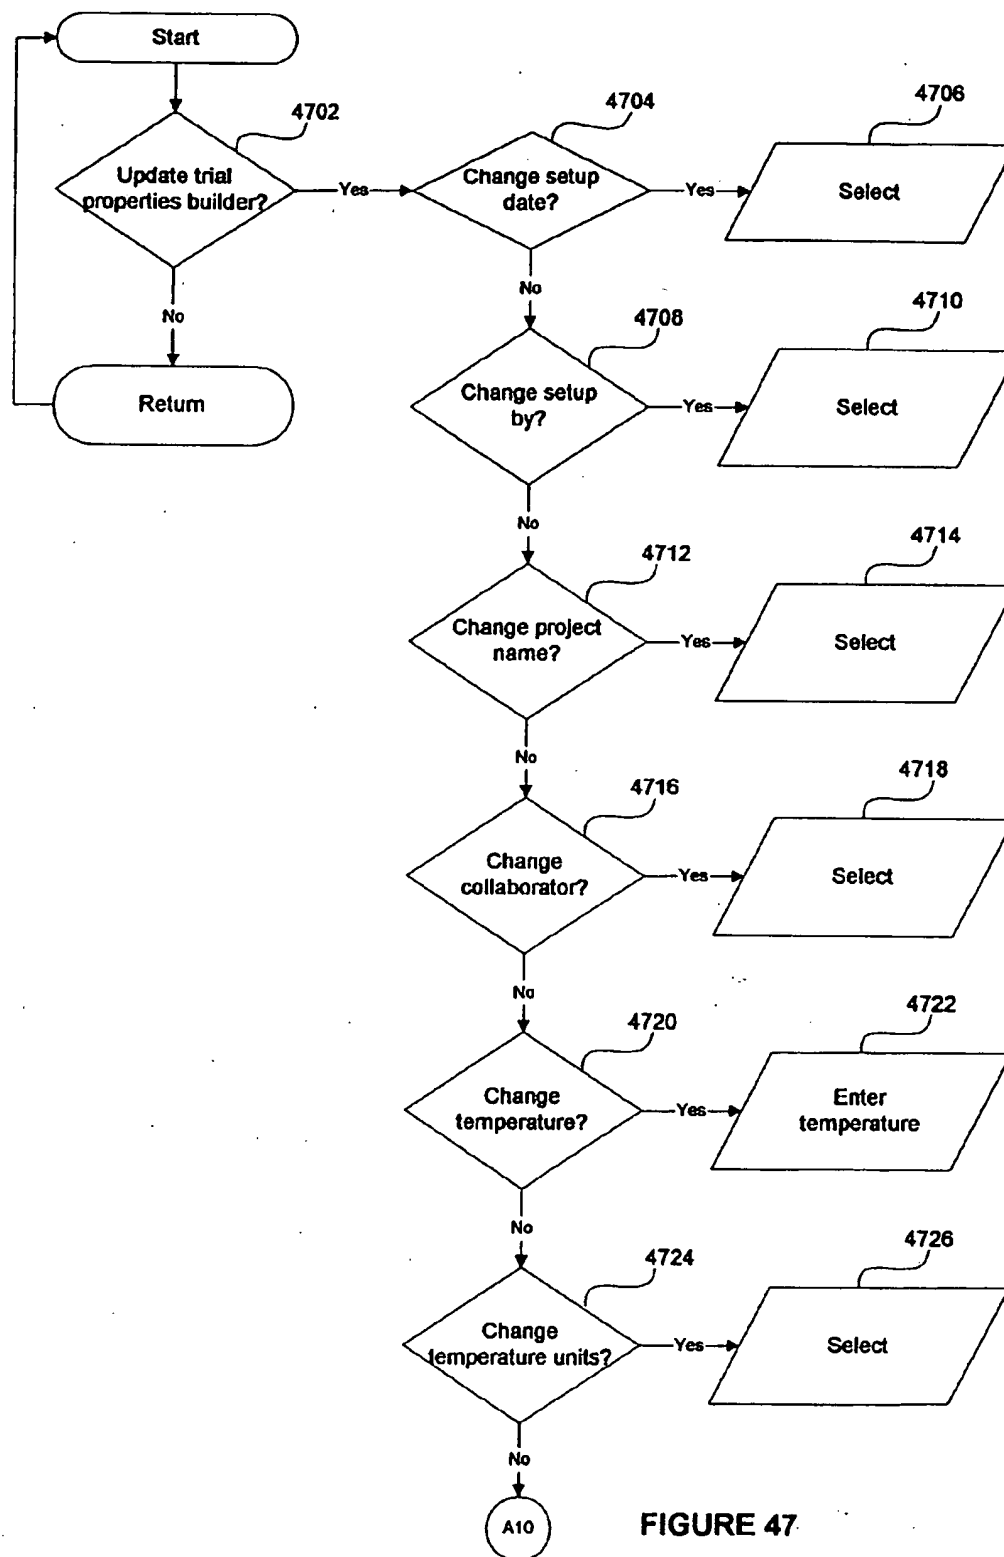 Start
4702
4704
4706
Update trial
properties builder?
Yes
Change setup
date?
Yes
Select
No
No
4708
4710
Return
Change setup
by?
Yes
Select
No
4712
4714
Change project
name?
Yes
Select
No
4716
4718
Change
collaborator?
Yes
Select
No
4720
4722
Change
temperature?
Yes
Enter
temperature
No
4724
4726
Change
temperature units?
Yes
Select
No
A10
FIGURE 47